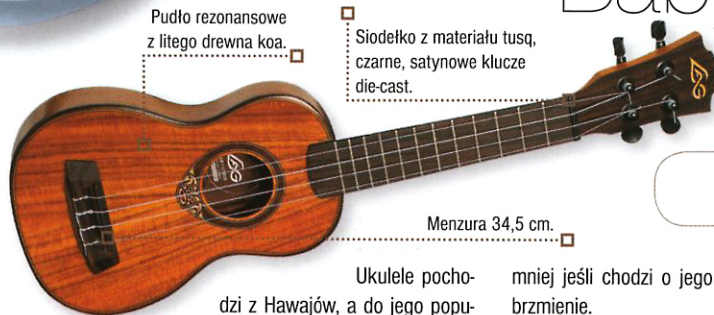 Bab
Pudło rezonansowe
z litego drewna koa.
Siodełko z materiału tusq,
czarne, satynowe klucze
die-cast.
Menzura 34,5 cm.
Ukulele pocho-
dzi z Hawajów, a do jego popu-
mniej jeśli chodzi o jego
brzmienie.